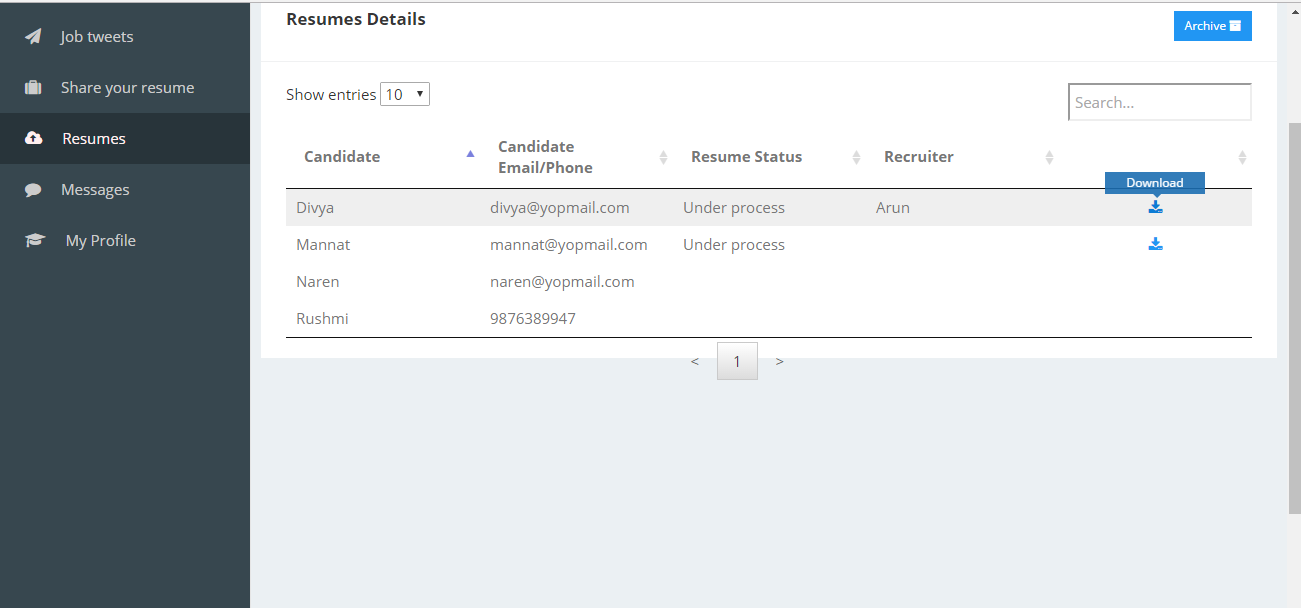 Job tweets
Share your resume
Resumes
Messages
My Profile
Resumes Details
Archive
Show entries 10
Search...
Candidate
Candidate
Email/Phone
Resume Status
Recruiter
Download
Divya divya@yopmail.com Under process Arun
Mannat mannat@yopmail.com Under process
Naren naren@yopmail.com
Rushmi 9876389947
< 1 >